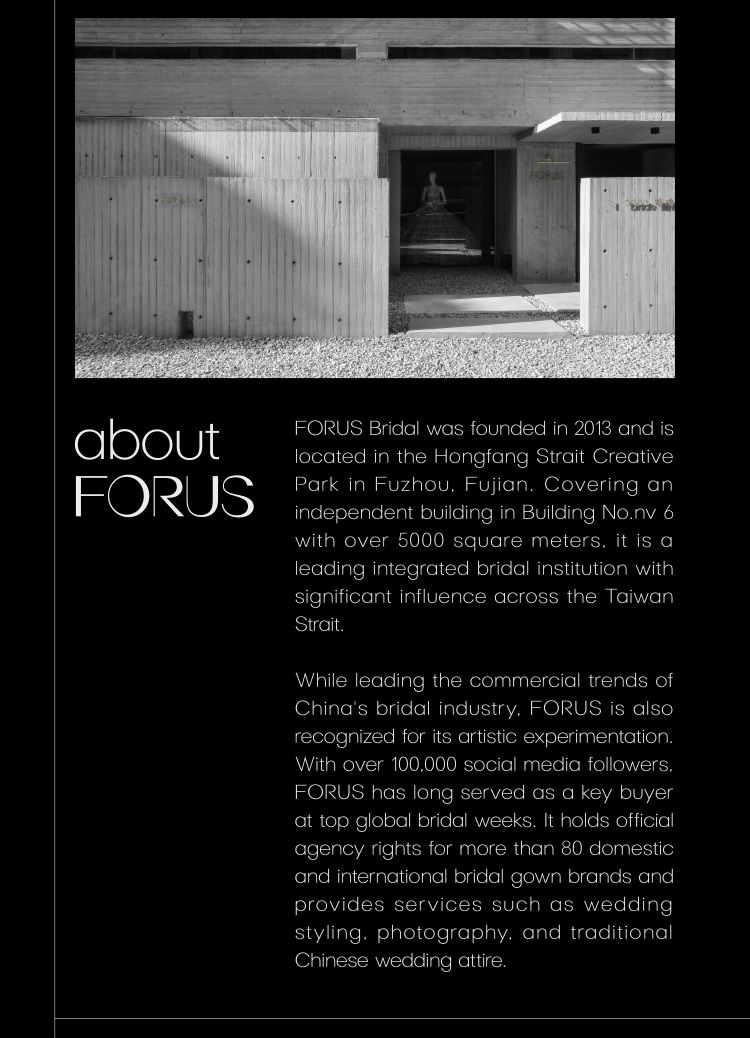 about
FORUS
FORUS Bridal was founded in 2013 and is
located in the Hongfang Strait Creative
Park in Fuzhou, Fujian. Covering an
independent building in Building No.nv 6
with over 5000 square meters, it is a
leading integrated bridal institution with
significant influence across the Taiwan
Strait.
While leading the commercial trends of
China's bridal industry, FORUS is also
recognized for its artistic experimentation.
With over 100,000 social media followers,
FORUS has long served as a key buyer
at top global bridal weeks. It holds official
agency rights for more than 80 domestic
and international bridal gown brands and
provides services such as wedding
styling, photography, and traditional
Chinese wedding attire.